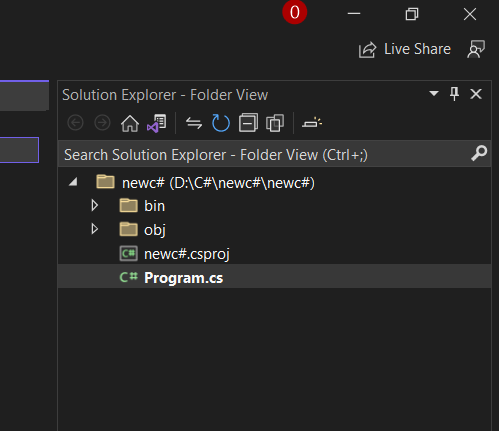 0
Live Share
Solution Explorer - Folder View
Search Solution Explorer - Folder View (Ctrl+;)
newc# (D:\C#\newc#\newc#)
bin
obj
C# newc#.csproj
C# Program.cs